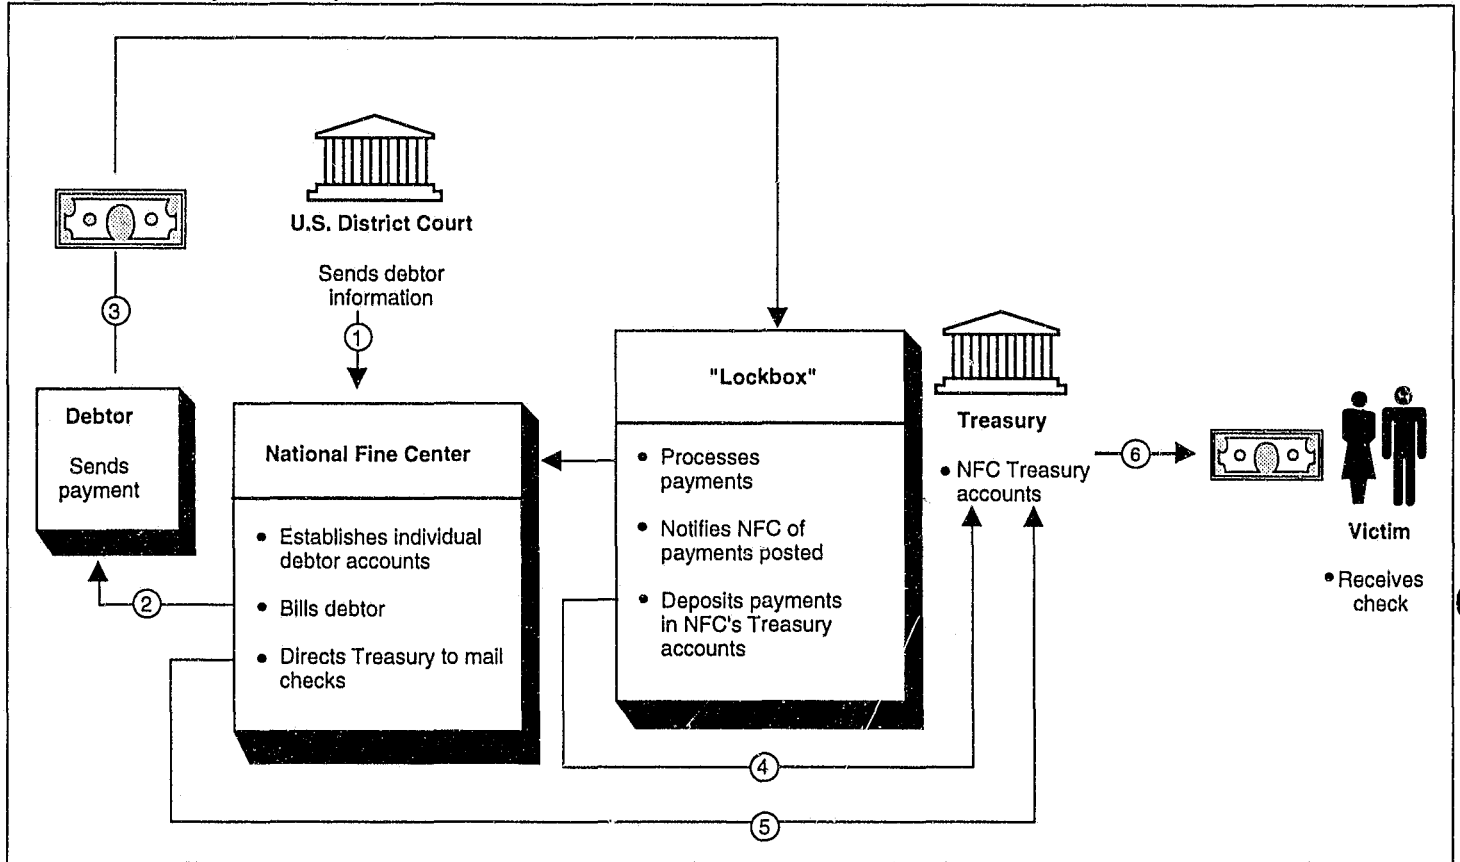 U.S. District Court
Sends debtor
information
1
3
Debtor
Sends
payment
2
National Fine Center
• Establishes individual
debtor accounts
• Bills debtor
• Directs Treasury to mail
checks
"Lockbox"
• Processes
payments
• Notifies NFC of
payments posted
• Deposits payments
in NFC's Treasury
accounts
4
5
Treasury
• NFC Treasury
accounts
6
Victim
• Receives
check